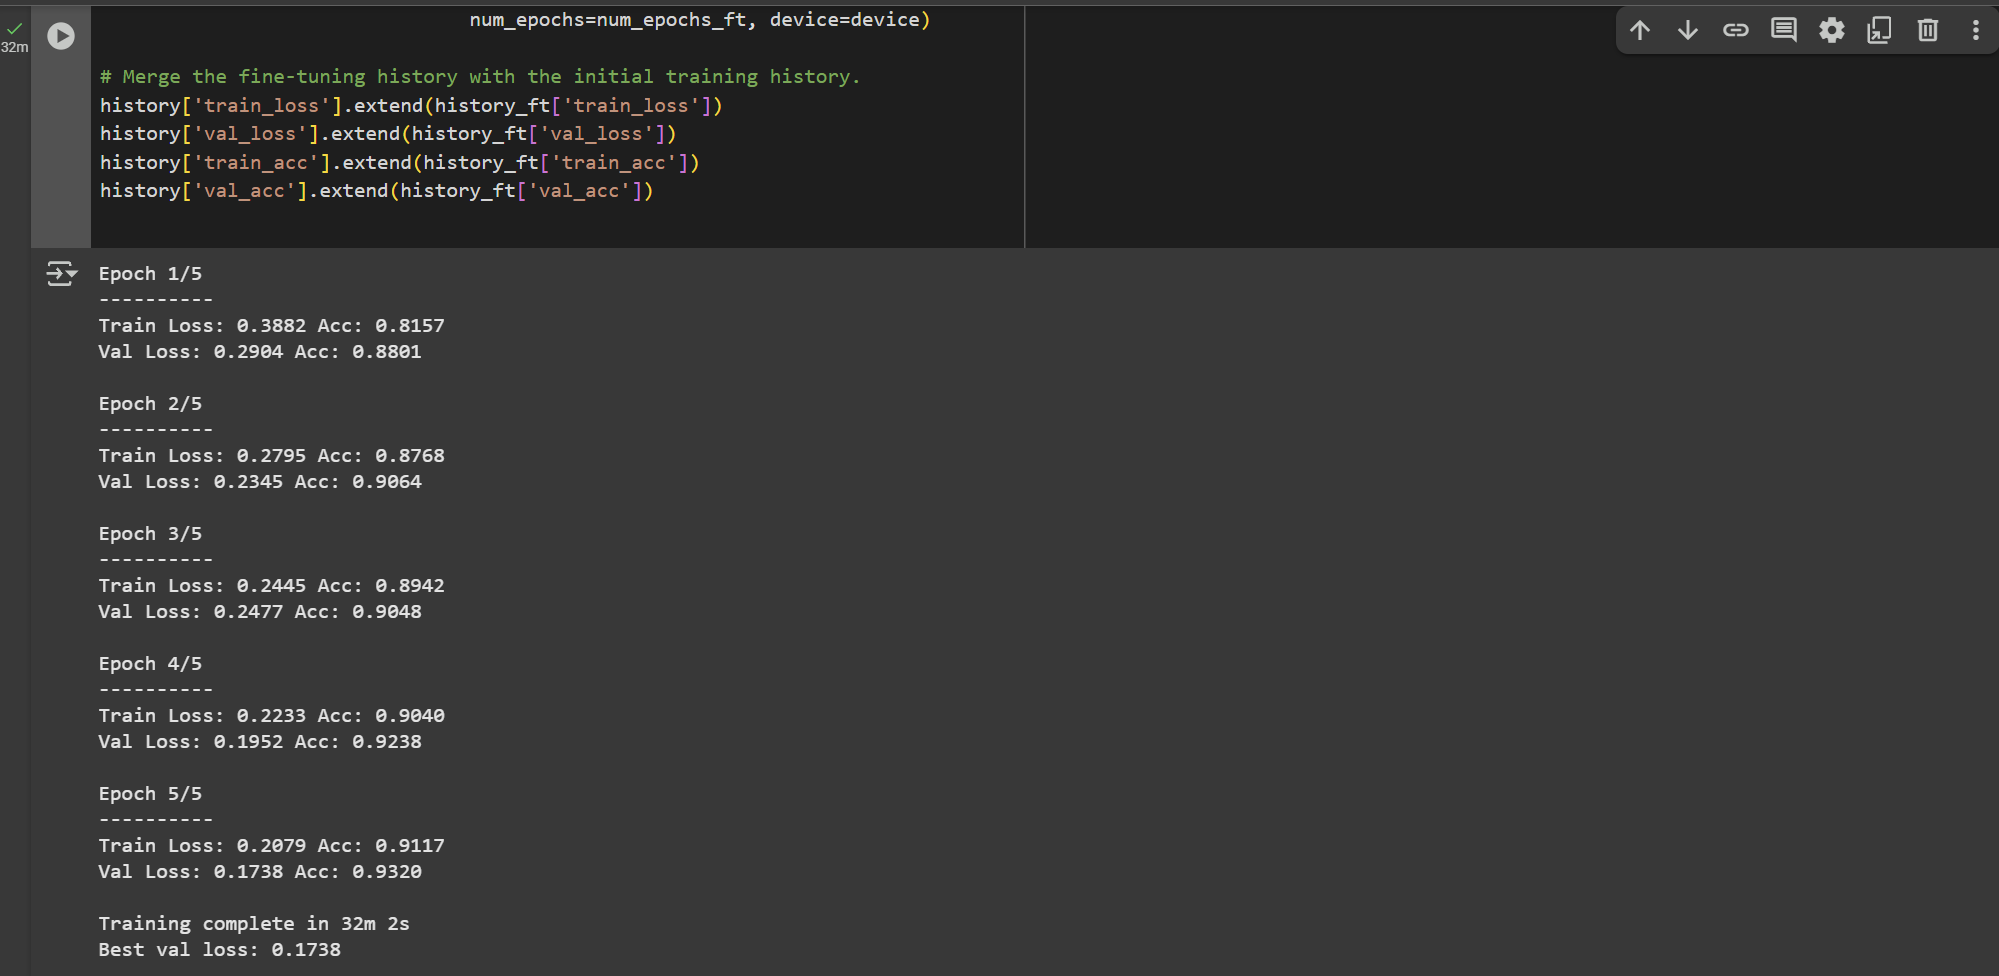 num_epochs=num_epochs_ft, device=device)
32m
# Merge the fine-tuning history with the initial training history.
history['train_loss'].extend(history_ft['train_loss'])
history['val_loss'].extend(history_ft['val_loss'])
history['train_acc'].extend(history_ft['train_acc'])
history['val_acc'].extend(history_ft['val_acc'])
Epoch 1/5
----------
Train Loss: 0.3882 Acc: 0.8157
Val Loss: 0.2904 Acc: 0.8801
Epoch 2/5
----------
Train Loss: 0.2795 Acc: 0.8768
Val Loss: 0.2345 Acc: 0.9064
Epoch 3/5
----------
Train Loss: 0.2445 Acc: 0.8942
Val Loss: 0.2477 Acc: 0.9048
Epoch 4/5
----------
Train Loss: 0.2233 Acc: 0.9040
Val Loss: 0.1952 Acc: 0.9238
Epoch 5/5
----------
Train Loss: 0.2079 Acc: 0.9117
Val Loss: 0.1738 Acc: 0.9320
Training complete in 32m 2s
Best val loss: 0.1738